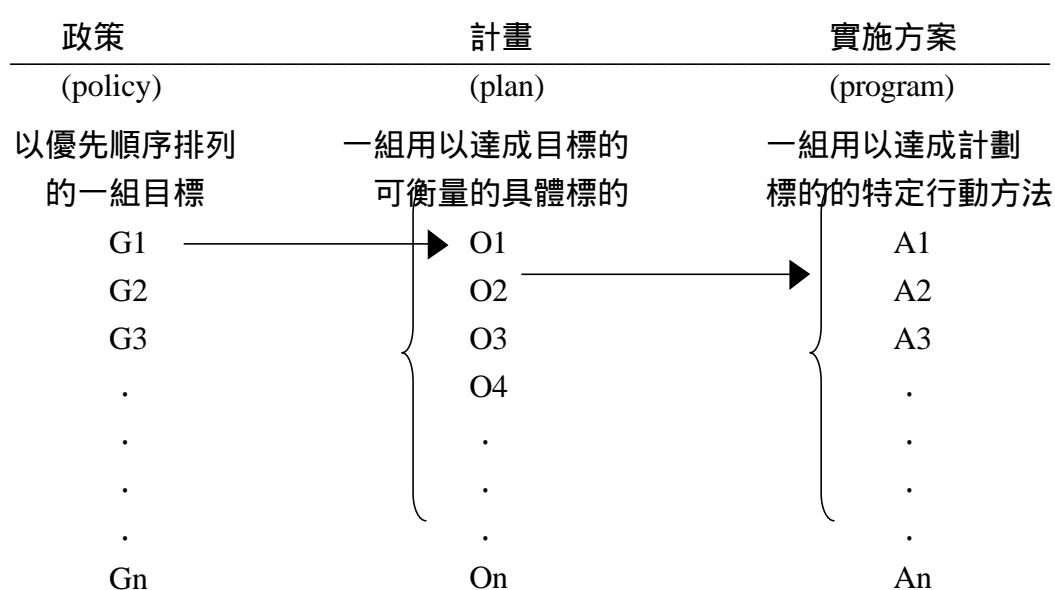 政策 計畫 實施方案
(policy) (plan) (program)
以優先順序排列 一組用以達成目標的 一組用以達成計劃
的一組目標 可衡量的具體標的 標的的特定行動方法
G1 O1 A1
G2 O2 A2
G3 O3 A3
. O4 .
. . .
. . .
. . .
Gn On An